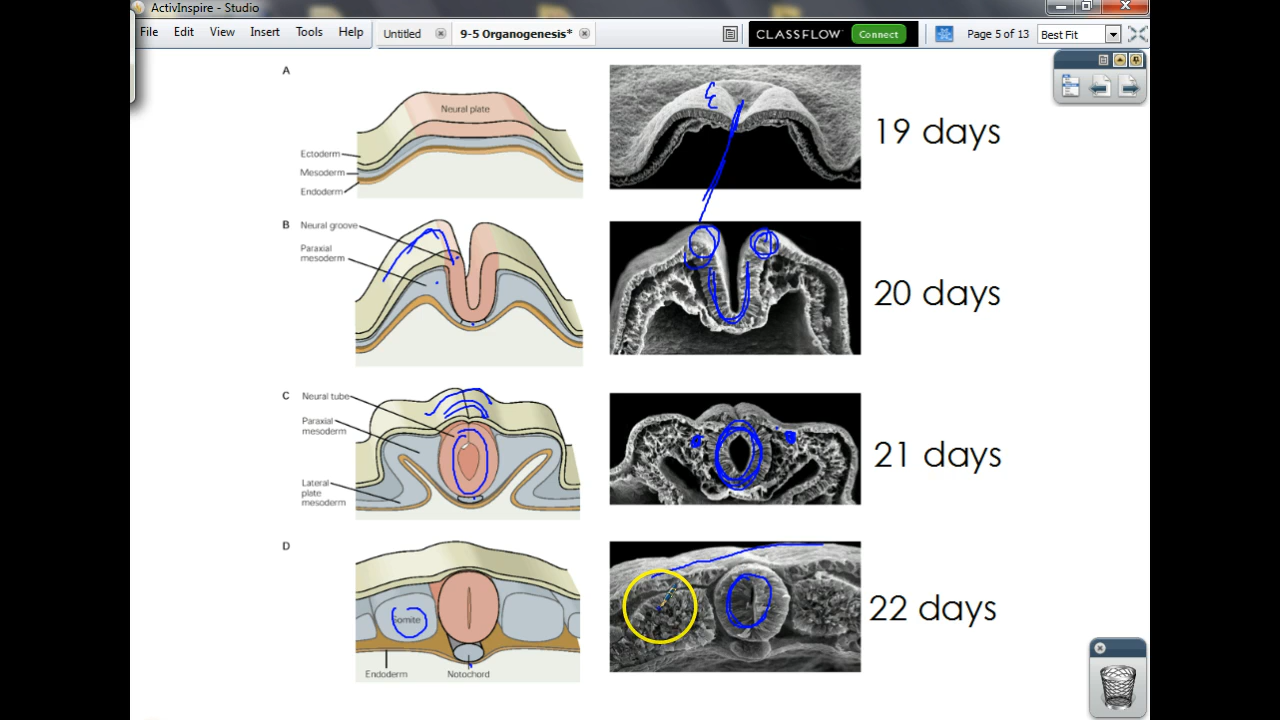 ActivInspire - Studio
File Edit View Insert Tools Help
Untitled
9-5 Organogenesis*
CLASSFLOW Connect
Page 5 of 13
Best Fit
A
Neural plate
Ectoderm
Mesoderm
Endoderm
19 days
B
Neural groove
Paraxial
mesoderm
20 days
C
Neural tube
Paraxial
mesoderm
Lateral
plate
mesoderm
21 days
D
Somite
Endoderm
Notochord
22 days